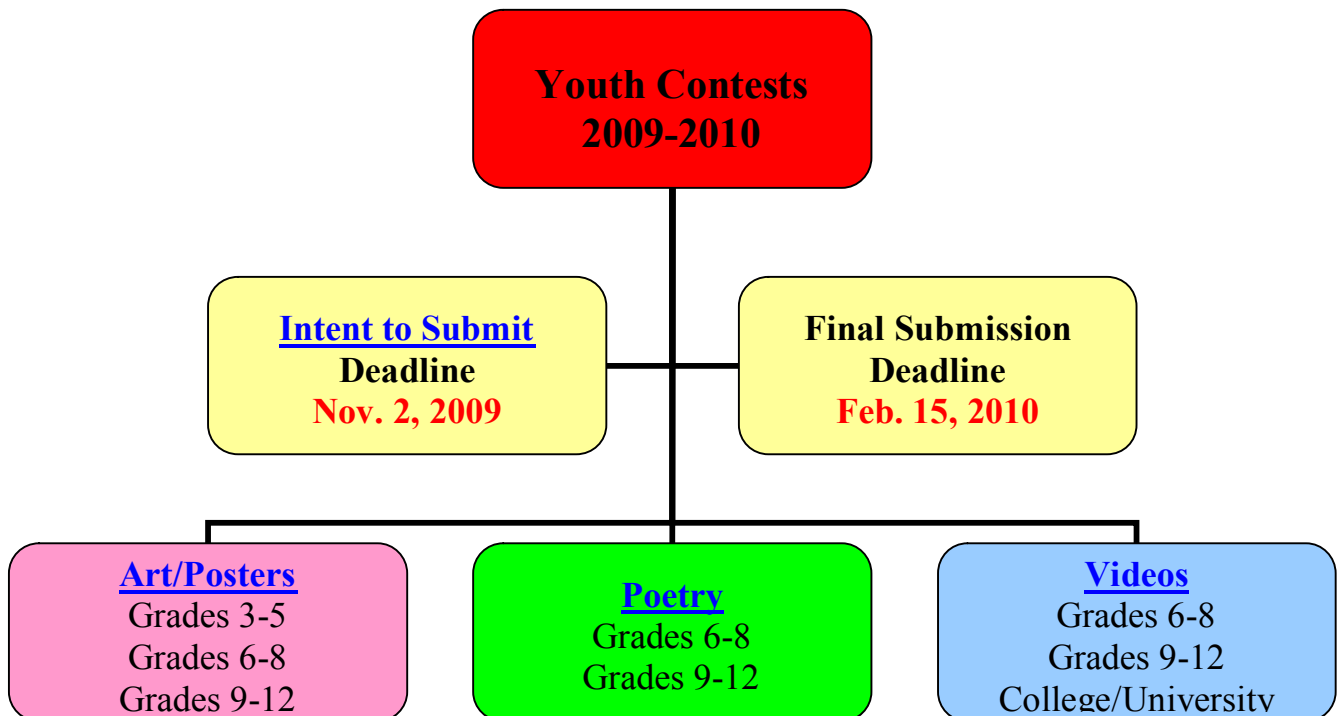 Youth Contests
2009-2010
Intent to Submit
Deadline
Nov. 2, 2009
Final Submission
Deadline
Feb. 15, 2010
Art/Posters
Grades 3-5
Grades 6-8
Grades 9-12
Poetry
Grades 6-8
Grades 9-12
Videos
Grades 6-8
Grades 9-12
College/University